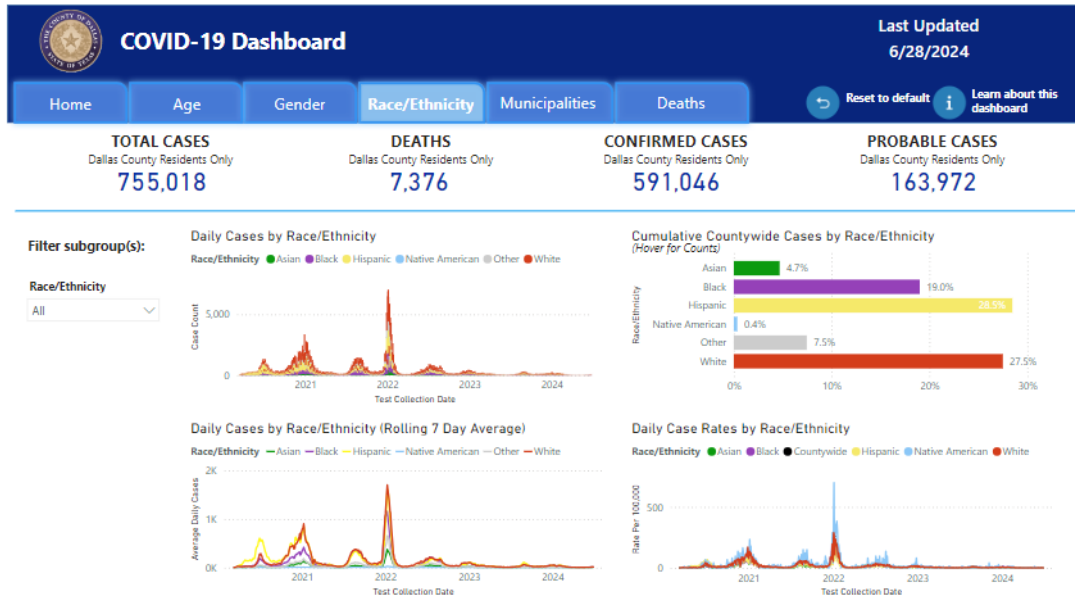 THE COUNTY OF DALLAS
STATE OF TEXAS
COVID-19 Dashboard
Last Updated
6/28/2024
Home
Age
Gender
Race/Ethnicity
Municipalities
Deaths
Reset to default
i
Learn about this
dashboard
TOTAL CASES
Dallas County Residents Only
755,018
DEATHS
Dallas County Residents Only
7,376
CONFIRMED CASES
Dallas County Residents Only
591,046
PROBABLE CASES
Dallas County Residents Only
163,972
Filter subgroup(s):
Race/Ethnicity
All
Daily Cases by Race/Ethnicity
Race/Ethnicity Asian Black Hispanic Native American Other White
Case Count
5,000
0
2021 2022 2023 2024
Test Collection Date
Cumulative Countywide Cases by Race/Ethnicity
(Hover for Counts)
Race/Ethnicity
Asian 4.7%
Black 19.0%
Hispanic 28.5%
Native American 0.4%
Other 7.5%
White 27.5%
0% 10% 20% 30%
Daily Cases by Race/Ethnicity (Rolling 7 Day Average)
Race/Ethnicity Asian Black Hispanic Native American Other White
Average Daily Cases
2K
1K
0K
2021 2022 2023 2024
Test Collection Date
Daily Case Rates by Race/Ethnicity
Race/Ethnicity Asian Black Countywide Hispanic Native American White
Rate Per 100,000
500
0
2021 2022 2023 2024
Test Collection Date